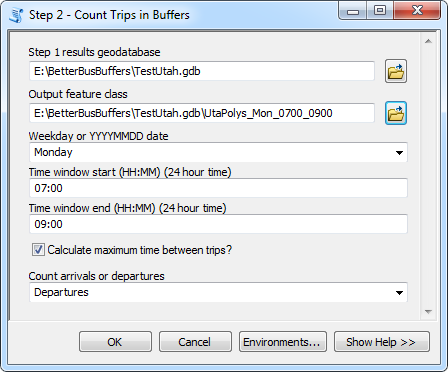 Step 2 - Count Trips in Buffers
Step 1 results geodatabase
E:\BetterBusBuffers\TestUtah.gdb
Output feature class
E:\BetterBusBuffers\TestUtah.gdb\UtaPolys_Mon_0700_0900
Weekday or YYYYMMDD date
Monday
Time window start (HH:MM) (24 hour time)
07:00
Time window end (HH:MM) (24 hour time)
09:00
Calculate maximum time between trips?
Count arrivals or departures
Departures
OK Cancel Environments... Show Help >>